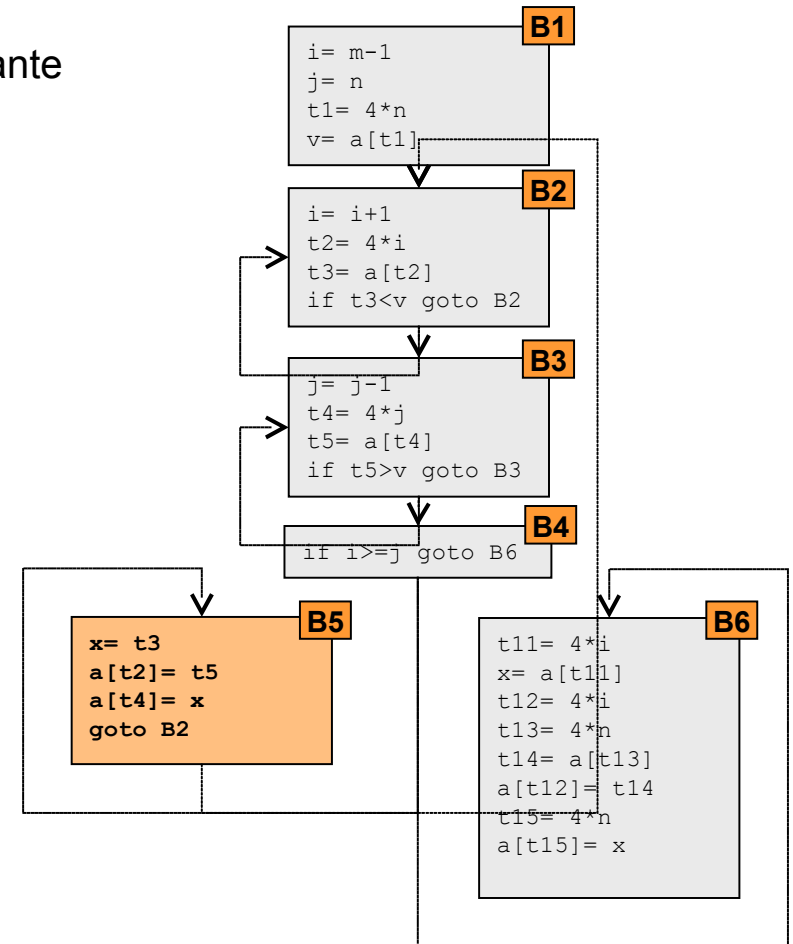 ante
B1
i= m-1
j= n
t1= 4*n
v= a[t1]
B2
i= i+1
t2= 4*i
t3= a[t2]
if t3<v goto B2
B3
j= j-1
t4= 4*j
t5= a[t4]
if t5>v goto B3
B4
if i>=j goto B6
B5
x= t3
a[t2]= t5
a[t4]= x
goto B2
B6
t11= 4*i
x= a[t11]
t12= 4*i
t13= 4*n
t14= a[t13]
a[t12]= t14
t15= 4*n
a[t15]= x